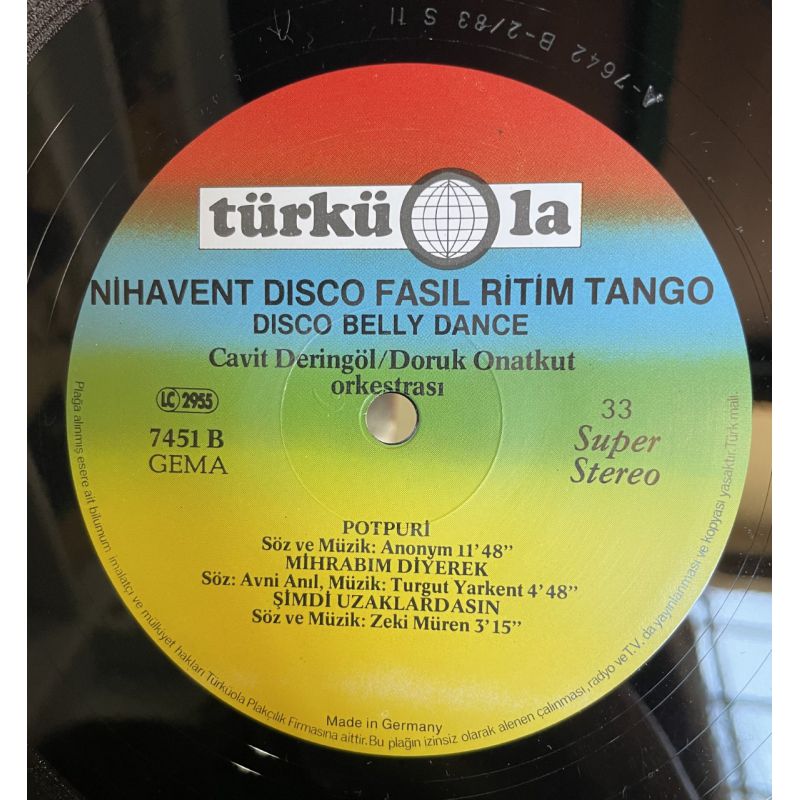 A-7642 B-2/83 S 11
türküola
NİHAVENT DİSCO FASIL RİTİM TANGO
DISCO BELLY DANCE
Cavit Deringöl/Doruk Onatkut
orkestrası
LC 2955
7451 B
GEMA
33
Super
Stereo
POTPURİ
Söz ve Müzik: Anonym 11'48”
MİHRABIM DİYEREK
Söz: Avni Anıl, Müzik: Turgut Yarkent 4'48”
ŞİMDİ UZAKLARDASIN
Söz ve Müzik: Zeki Müren 3'15”
Made in Germany
Plağa alınmış esere ait bilumum imalatçı ve mülkiyet hakları Türküola Plakçılık Firmasına aittir. Bu plağın izinsiz olarak alenen çalınması, radyo ve T.V. da yayınlanması ve kopyası yasaktır. Türk malı.